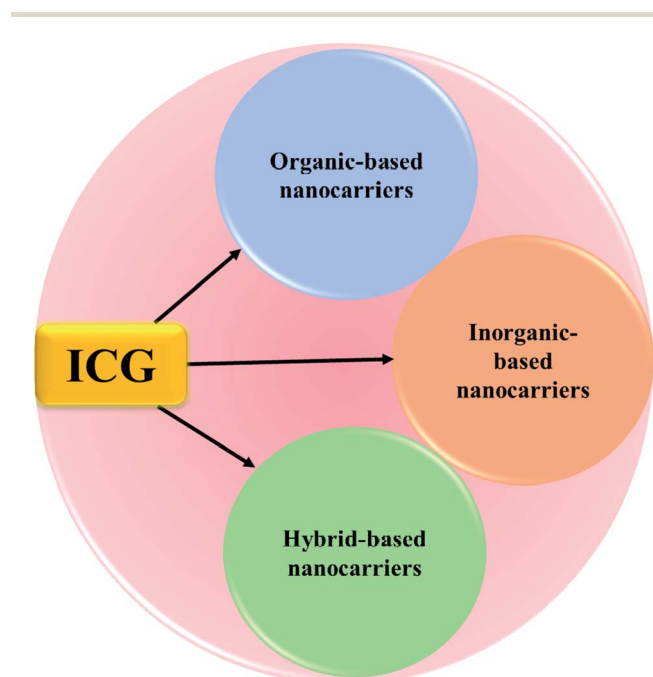 Organic-based
nanocarriers
ICG
Inorganic-
based
nanocarriers
Hybrid-based
nanocarriers